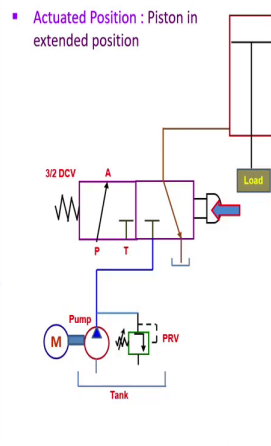 Actuated Position : Piston in
extended position
Load
3/2 DCV
A
P
T
Pump
M
PRV
Tank